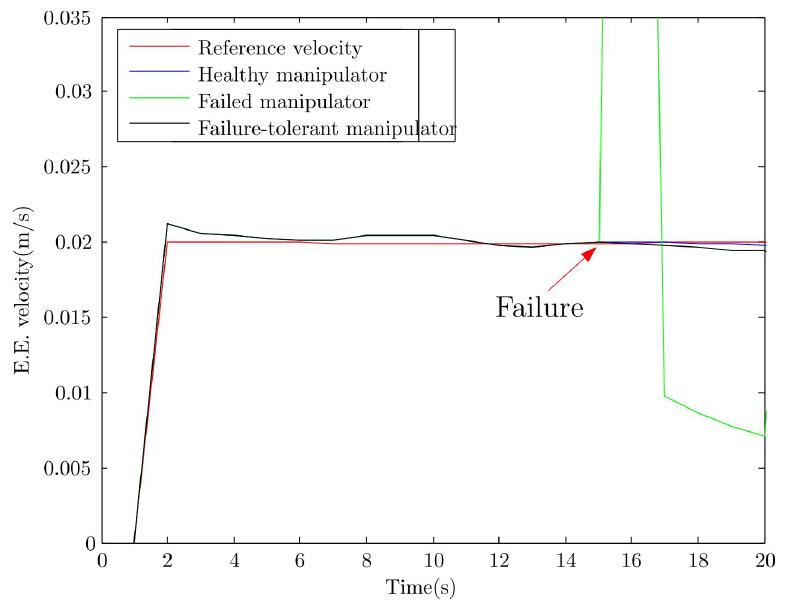 0.035
0.03
0.025
0.02
0.015
0.01
0.005
0
E.E. velocity(m/s)
Reference velocity
Healthy manipulator
Failed manipulator
Failure-tolerant manipulator
Failure
0 2 4 6 8 10 12 14 16 18 20
Time(s)